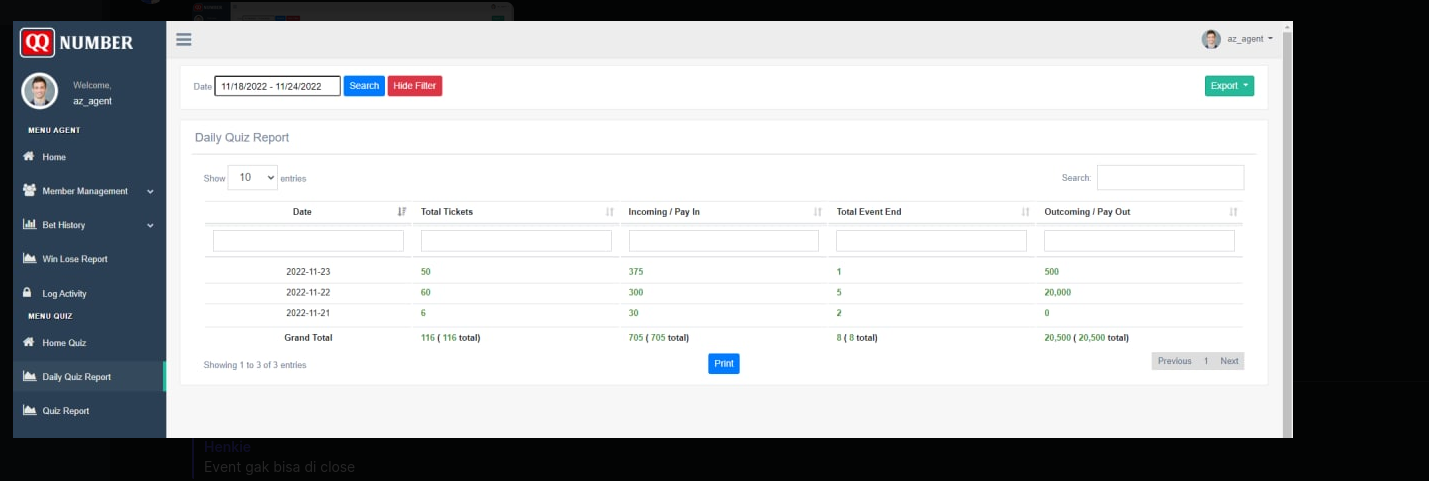 QQ NUMBER
az_agent
Welcome,
az_agent
Date 11/18/2022 - 11/24/2022 Search Hide Filter Export
MENU AGENT
Home
Member Management
Bet History
Win Lose Report
Log Activity
MENU QUIZ
Home Quiz
Daily Quiz Report
Quiz Report
Daily Quiz Report
Show 10 entries Search:
Date Total Tickets Incoming / Pay In Total Event End Outcoming / Pay Out
2022-11-23 50 375 1 500
2022-11-22 60 300 5 20,000
2022-11-21 6 30 2 0
Grand Total 116 ( 116 total) 705 ( 705 total) 8 ( 8 total) 20,500 ( 20,500 total)
Showing 1 to 3 of 3 entries Print Previous 1 Next
Henkie
Event gak bisa di close